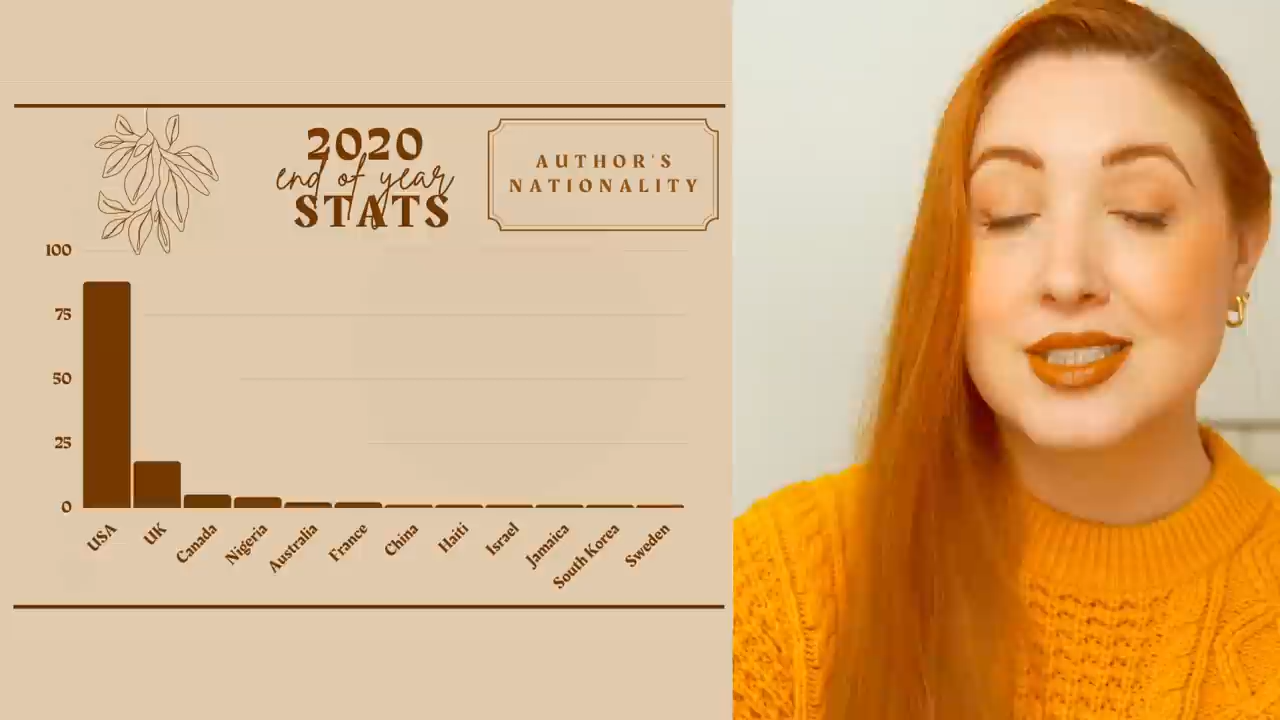 2020
end of year
STATS
AUTHOR'S
NATIONALITY
100
75
50
25
0
USA
UK
Canada
Nigeria
Australia
France
China
Haiti
Israel
Jamaica
South Korea
Sweden